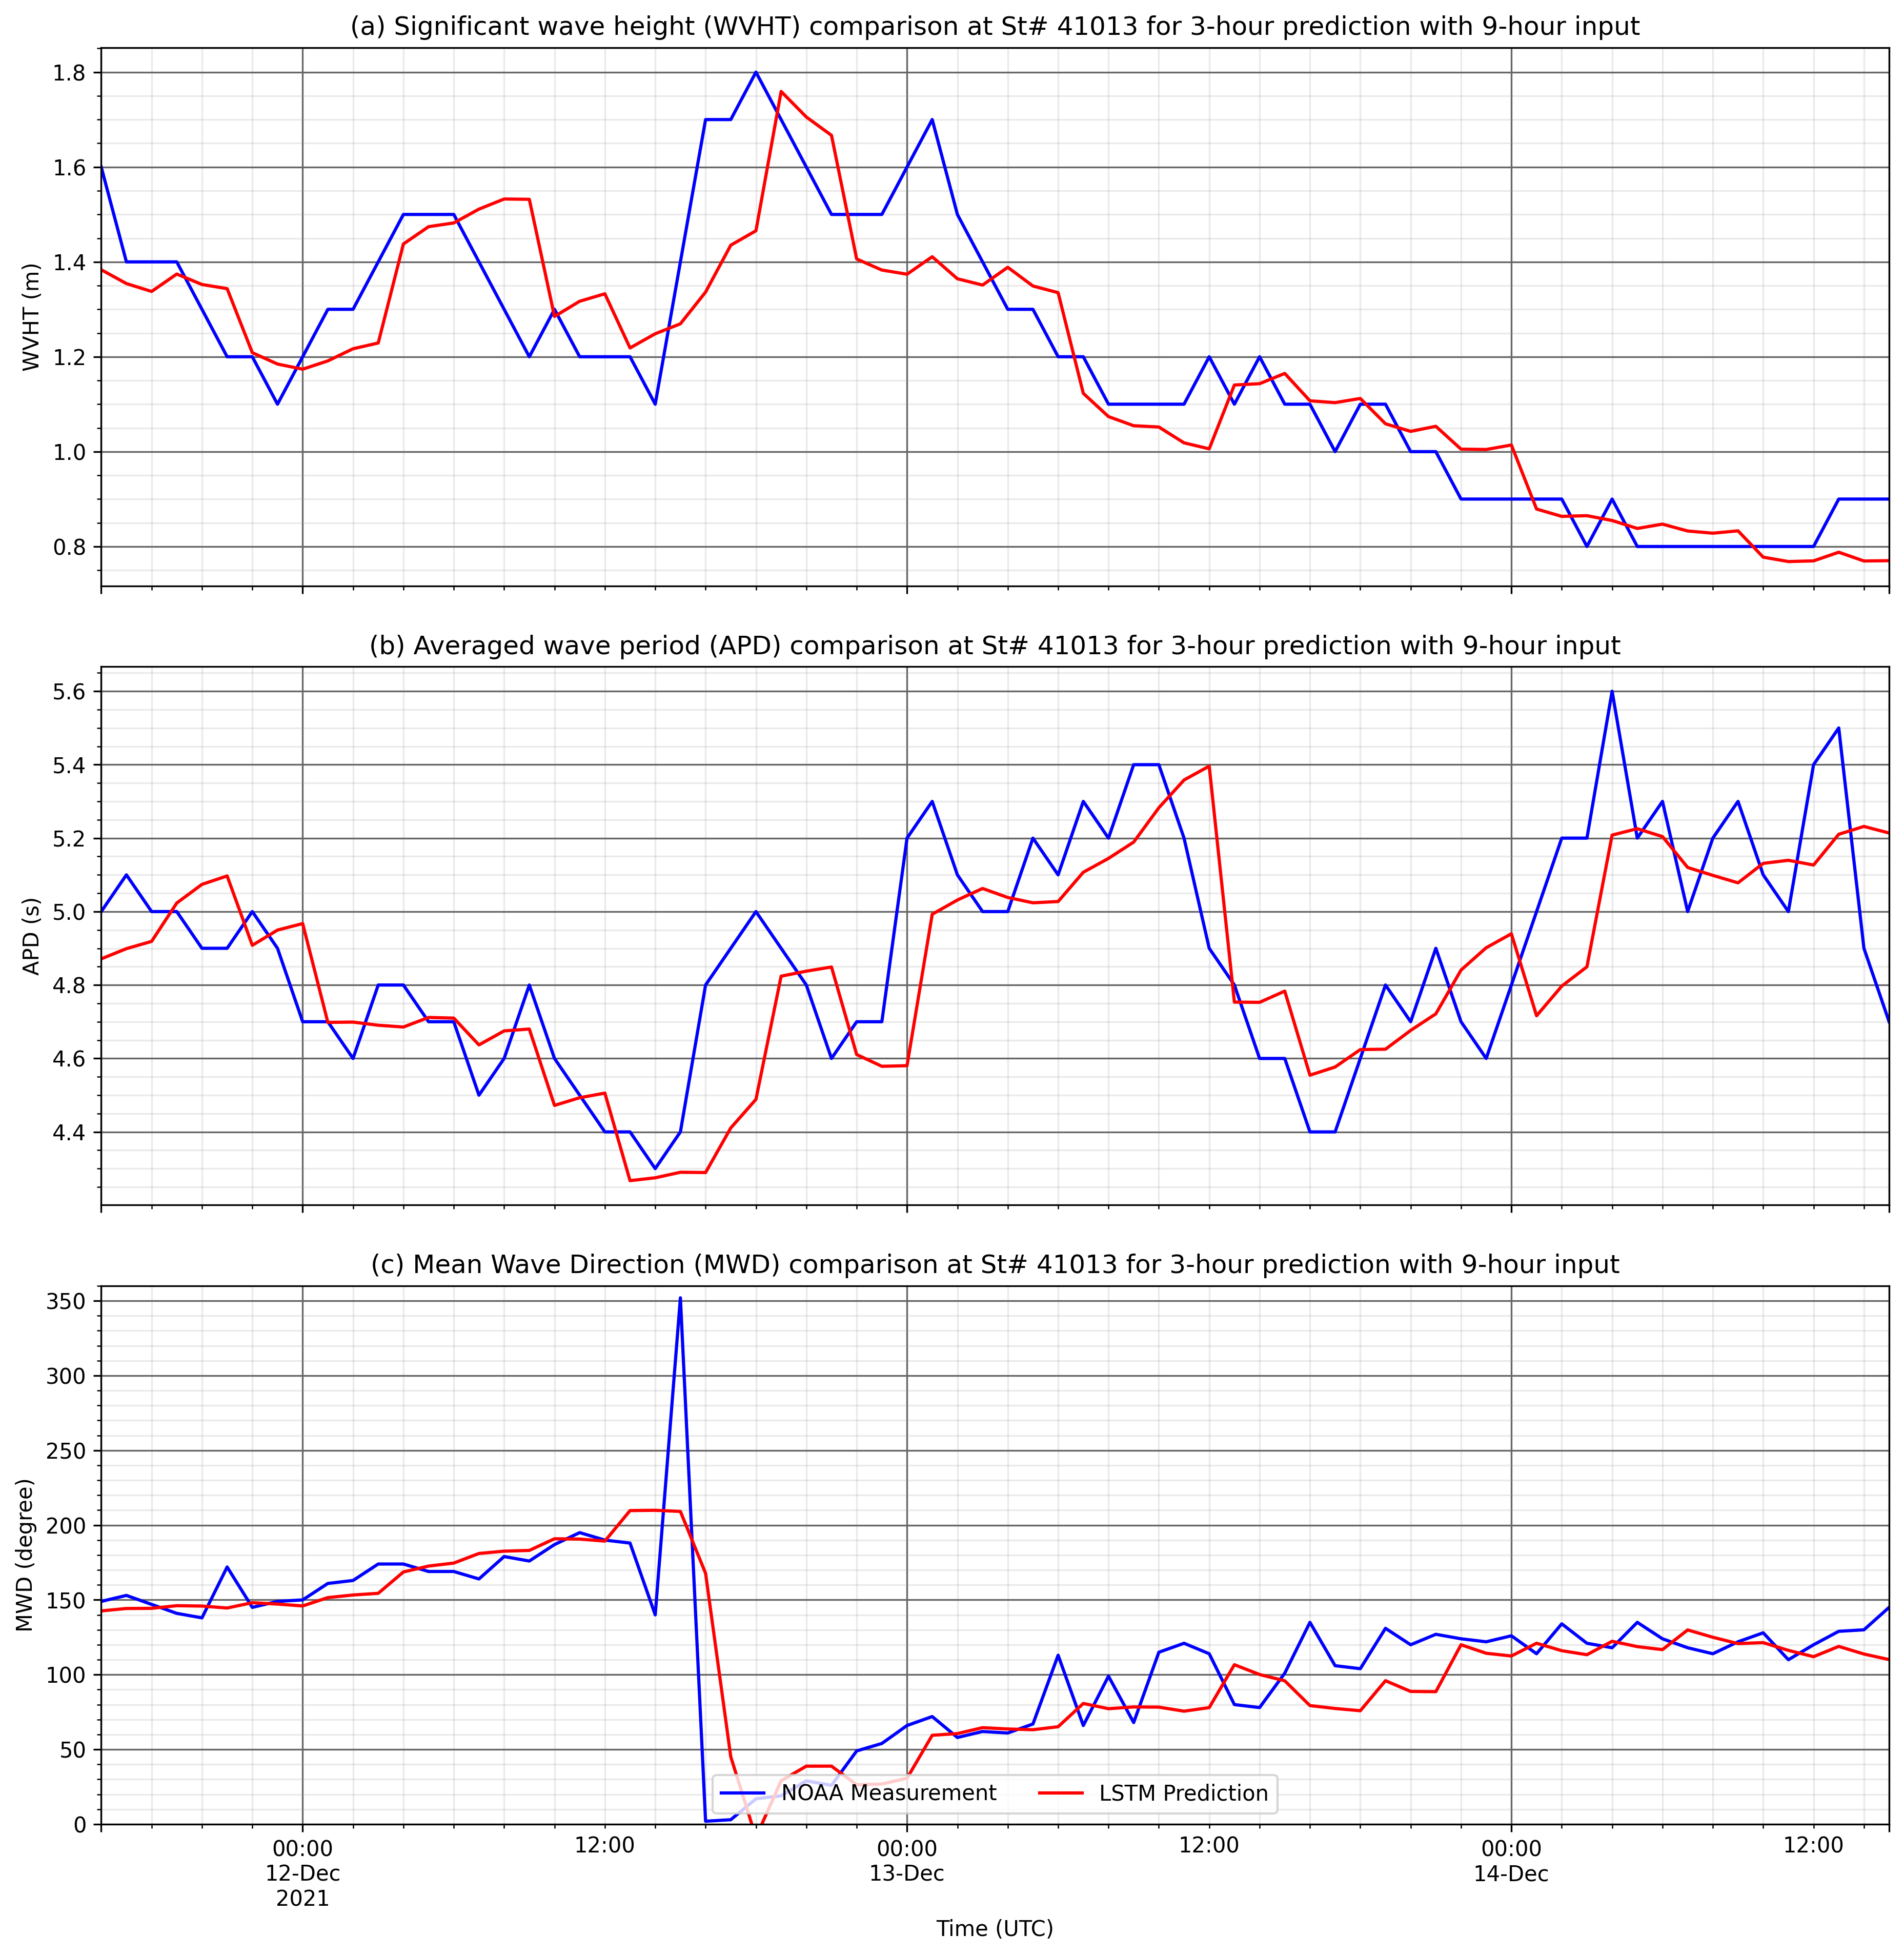 (a) Significant wave height (WVHT) comparison at St# 41013 for 3-hour prediction with 9-hour input
WVHT (m)
1.8
1.6
1.4
1.2
1.0
0.8
(b) Averaged wave period (APD) comparison at St# 41013 for 3-hour prediction with 9-hour input
APD (s)
5.6
5.4
5.2
5.0
4.8
4.6
4.4
(c) Mean Wave Direction (MWD) comparison at St# 41013 for 3-hour prediction with 9-hour input
MWD (degree)
350
300
250
200
150
100
50
0
NOAA Measurement LSTM Prediction
00:00 12:00 00:00 12:00 00:00 12:00
12-Dec 13-Dec 14-Dec
2021
Time (UTC)